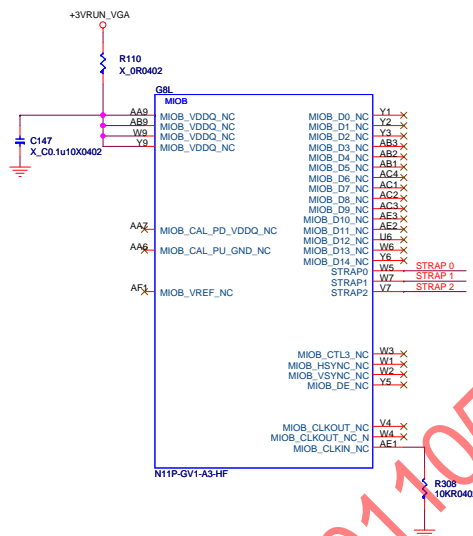 +3VRUN_VGA
R110
X_0R0402
G8L
MIOB
AA9 MIOB_VDDQ_NC
AB9 MIOB_VDDQ_NC
W9 MIOB_VDDQ_NC
Y9 MIOB_VDDQ_NC
C147
X_C0.1u10X0402
AA7 MIOB_CAL_PD_VDDQ_NC
AA6 MIOB_CAL_PU_GND_NC
AF1 MIOB_VREF_NC
MIOB_D0_NC Y1
MIOB_D1_NC Y2
MIOB_D2_NC Y3
MIOB_D3_NC AB3
MIOB_D4_NC AB2
MIOB_D5_NC AB1
MIOB_D6_NC AC4
MIOB_D7_NC AC1
MIOB_D8_NC AC2
MIOB_D9_NC AC3
MIOB_D10_NC AE3
MIOB_D11_NC AE2
MIOB_D12_NC U6
MIOB_D13_NC W6
MIOB_D14_NC Y6
STRAP0 W5 STRAP 0
STRAP1 W7 STRAP 1
STRAP2 V7 STRAP 2
MIOB_CTL3_NC W3
MIOB_HSYNC_NC W1
MIOB_VSYNC_NC W2
MIOB_DE_NC Y5
MIOB_CLKOUT_NC V4
MIOB_CLKOUT_NC_N W4
MIOB_CLKIN_NC AE1
N11P-GV1-A3-HF
R308
10KR0402